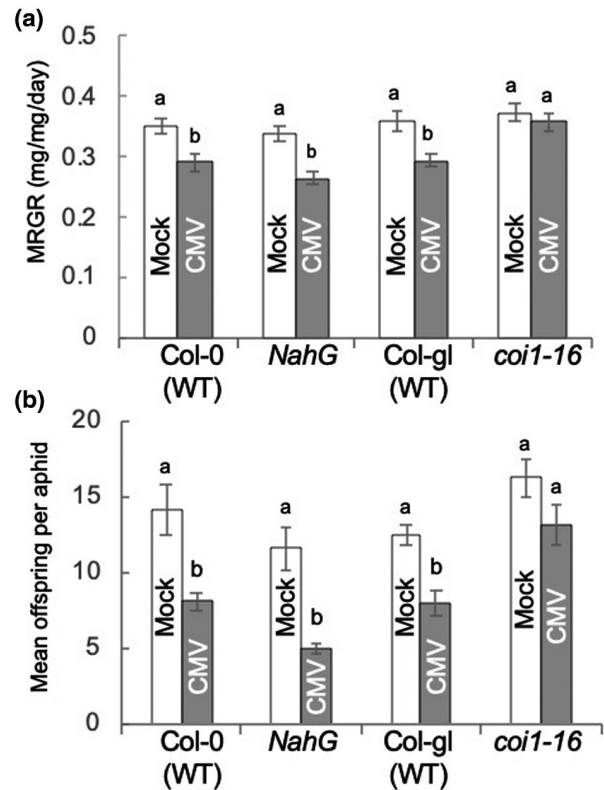 (a)
MRGR (mg/mg/day)
0.5
0.4
0.3
0.2
0.1
0
a
b
a
b
a
b
a
a
Mock
CMV
Mock
CMV
Mock
CMV
Mock
CMV
Col-0
(WT)
NahG
Col-gl
(WT)
coi1-16
(b)
Mean offspring per aphid
20
15
10
5
0
a
b
a
b
a
b
a
a
Mock
CMV
Mock
CMV
Mock
CMV
Mock
CMV
Col-0
(WT)
NahG
Col-gl
(WT)
coi1-16